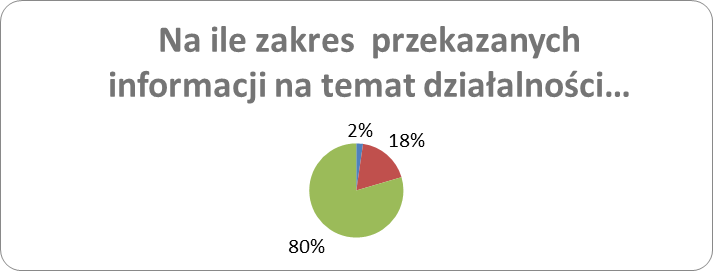 Na ile zakres  przekazanych
informacji na temat działalności...
2%
18%
80%